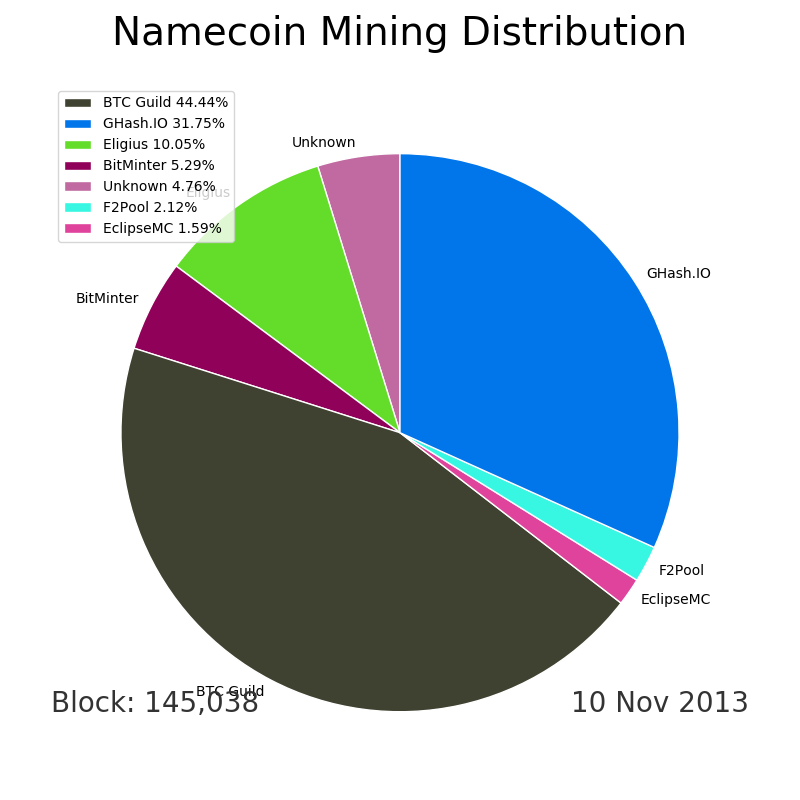 Namecoin Mining Distribution
BTC Guild 44.44%
GHash.IO 31.75%
Eligius 10.05%
BitMinter 5.29%
Unknown 4.76%
F2Pool 2.12%
EclipseMC 1.59%
Unknown
Eligius
GHash.IO
BitMinter
F2Pool
EclipseMC
BTC Guild
Block: 145,038
10 Nov 2013